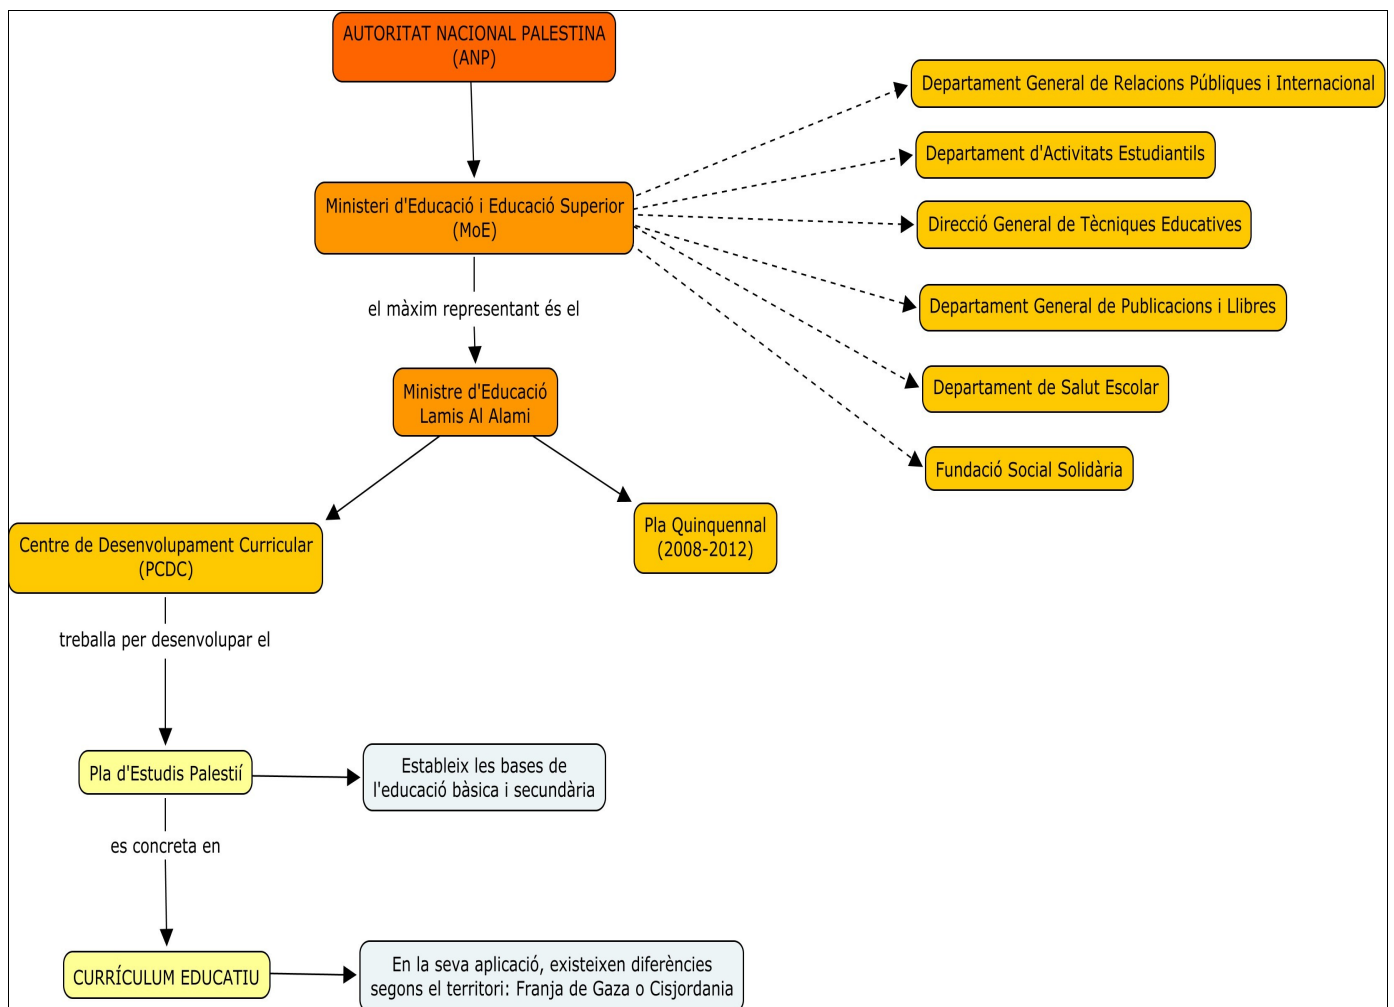 AUTORITAT NACIONAL PALESTINA
(ANP)
Departament General de Relacions Públiques i Internacional
Departament d'Activitats Estudiantils
Ministeri d'Educació i Educació Superior
(MoE)
Direcció General de Tècniques Educatives
Departament General de Publicacions i Llibres
el màxim representant és el
Ministre d'Educació
Lamis Al Alami
Departament de Salut Escolar
Fundació Social Solidària
Pla Quinquennal
(2008-2012)
Centre de Desenvolupament Curricular
(PCDC)
treballa per desenvolupar el
Pla d'Estudis Palestií
Estableix les bases de
l'educació bàsica i secundària
es concreta en
CURRÍCULUM EDUCATIU
En la seva aplicació, existeixen diferències
segons el territori: Franja de Gaza o Cisjordania